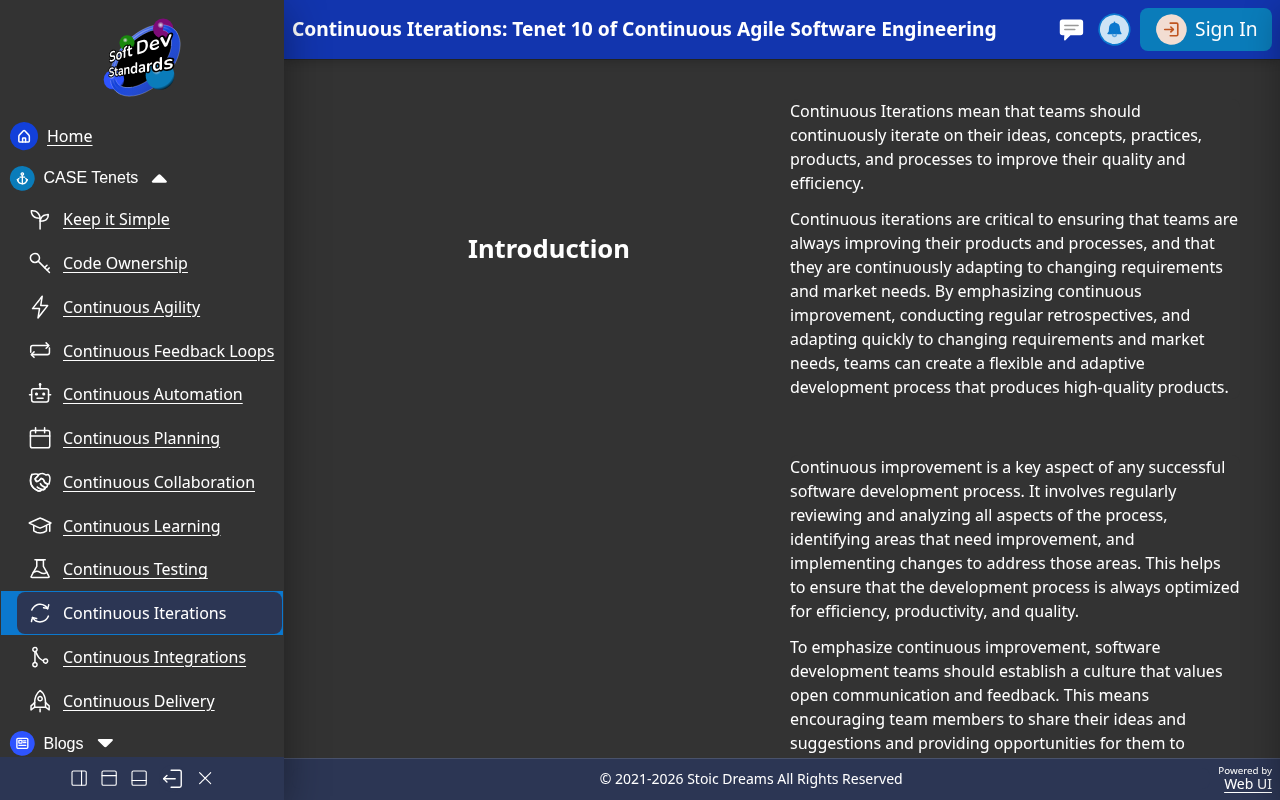 Soft Dev
Standards
Home
CASE Tenets
Keep it Simple
Code Ownership
Continuous Agility
Continuous Feedback Loops
Continuous Automation
Continuous Planning
Continuous Collaboration
Continuous Learning
Continuous Testing
Continuous Iterations
Continuous Integrations
Continuous Delivery
Blogs
Continuous Iterations: Tenet 10 of Continuous Agile Software Engineering
Sign In
Introduction
Continuous Iterations mean that teams should
continuously iterate on their ideas, concepts, practices,
products, and processes to improve their quality and
efficiency.
Continuous iterations are critical to ensuring that teams are
always improving their products and processes, and that
they are continuously adapting to changing requirements
and market needs. By emphasizing continuous
improvement, conducting regular retrospectives, and
adapting quickly to changing requirements and market
needs, teams can create a flexible and adaptive
development process that produces high-quality products.
Continuous improvement is a key aspect of any successful
software development process. It involves regularly
reviewing and analyzing all aspects of the process,
identifying areas that need improvement, and
implementing changes to address those areas. This helps
to ensure that the development process is always optimized
for efficiency, productivity, and quality.
To emphasize continuous improvement, software
development teams should establish a culture that values
open communication and feedback. This means
encouraging team members to share their ideas and
suggestions and providing opportunities for them to
© 2021-2026 Stoic Dreams All Rights Reserved
Powered by
Web UI